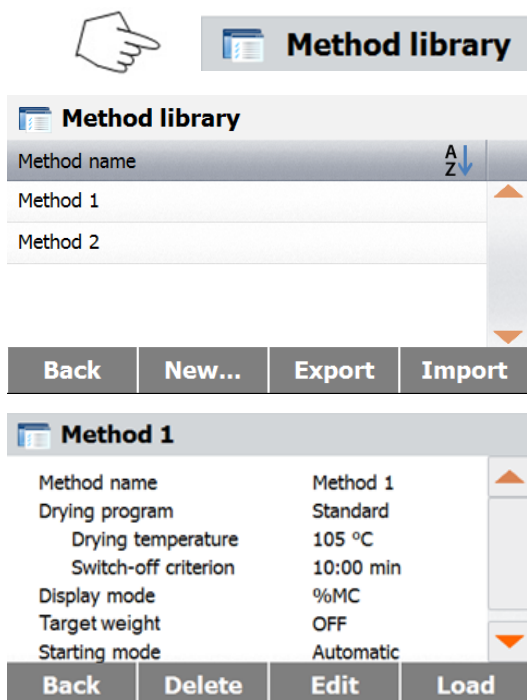 Method library
Method library
Method name A Z
Method 1
Method 2
Back New... Export Import
Method 1
Method name Method 1
Drying program Standard
Drying temperature 105 °C
Switch-off criterion 10:00 min
Display mode %MC
Target weight OFF
Starting mode Automatic
Back Delete Edit Load